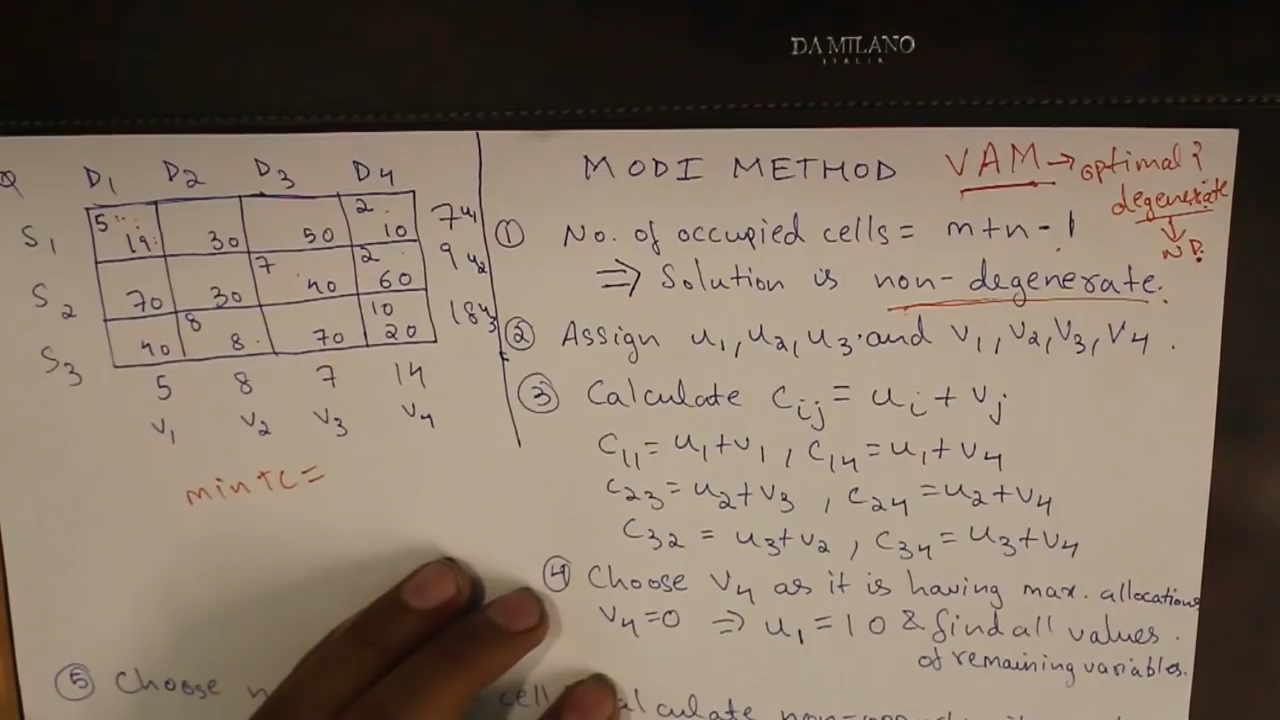 DA MILANO
ITALIA
D1 D2 D3 D4
S1 5 19 30 50 2 10 7 u1
S2 70 30 7 40 2 60 9 u2
S3 40 8 8 70 10 20 18 u3
5 8 7 14
v1 v2 v3 v4
min TC =
MODI METHOD
VAM → optimal?
degenerate
↓
N D.
① No. of occupied cells = m+n-1
⇒ Solution is non-degenerate.
② Assign u1, u2, u3 and v1, v2, v3, v4.
③ Calculate cij = ui + vj
C11 = u1+v1, C14 = u1+v4
C23 = u2+v3, C24 = u2+v4
C32 = u3+v2, C34 = u3+v4
④ Choose v4 as it is having max. allocations
v4=0 ⇒ u1=10 & find all values
of remaining variables.
⑤ Choose cell calculate